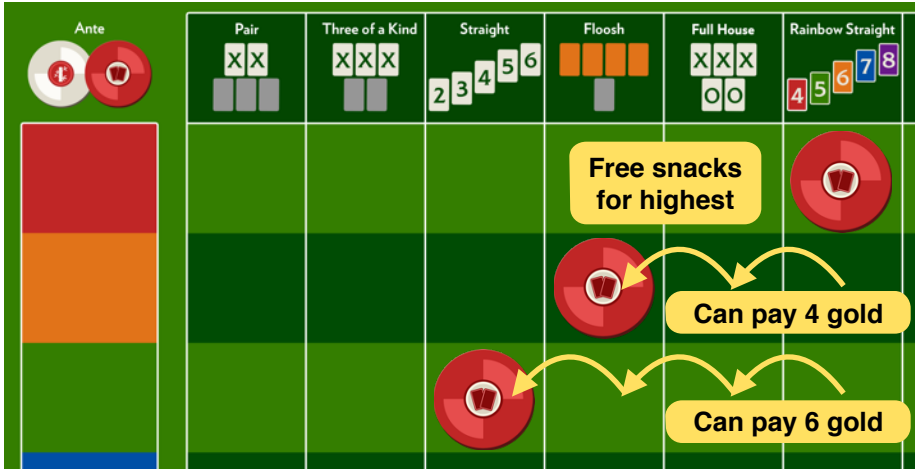 Ante
Pair
Three of a Kind
Straight
Floosh
Full House
Rainbow Straight
X X
X X X
2 3 4 5 6
X X X
O O
4 5 6 7 8
Free snacks
for highest
Can pay 4 gold
Can pay 6 gold